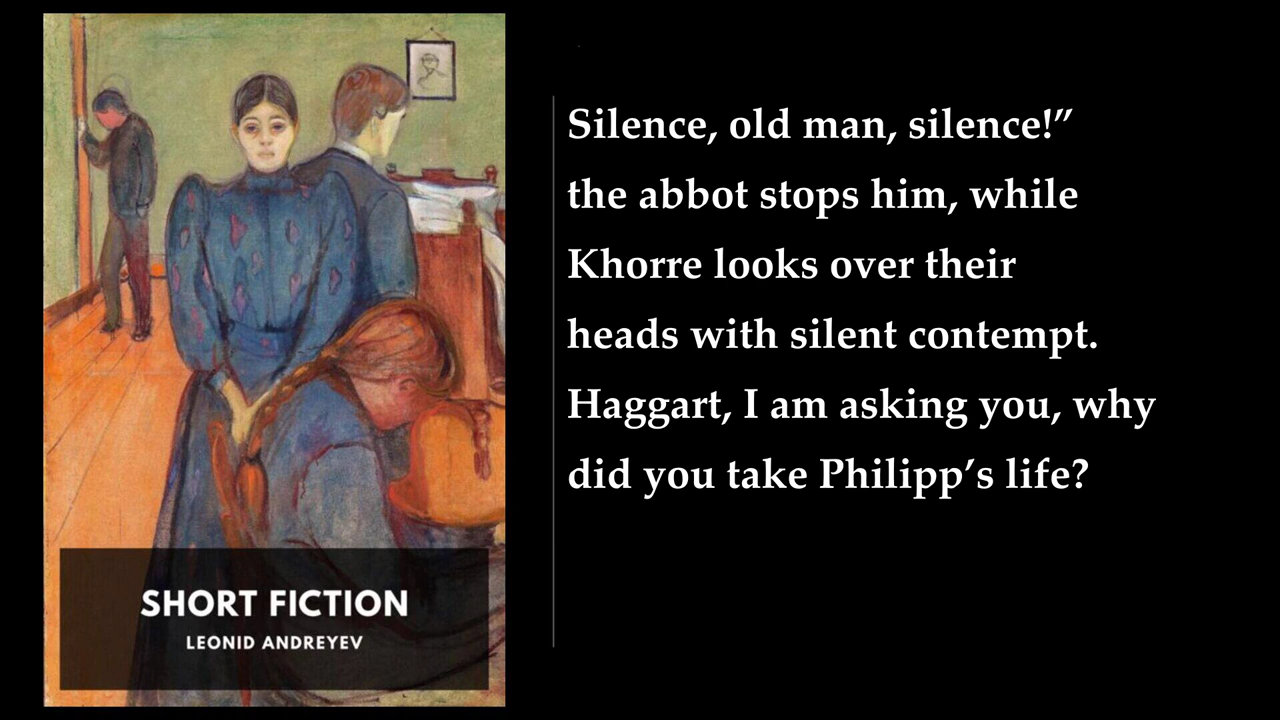 Silence, old man, silence!”
the abbot stops him, while
Khorre looks over their
heads with silent contempt.
Haggart, I am asking you, why
did you take Philipp’s life?
SHORT FICTION
LEONID ANDREYEV